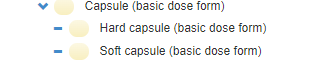 Capsule (basic dose form)
Hard capsule (basic dose form)
Soft capsule (basic dose form)